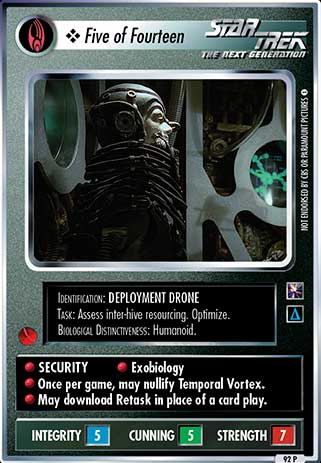 Five of Fourteen
STAR TREK
THE NEXT GENERATION
NOT ENDORSED BY CBS OR PARAMOUNT PICTURES
IDENTIFICATION: DEPLOYMENT DRONE
TASK: Assess inter-hive resourcing. Optimize.
BIOLOGICAL DISTINCTIVENESS: Humanoid.
SECURITY Exobiology
Once per game, may nullify Temporal Vortex.
May download Retask in place of a card play.
INTEGRITY 5 CUNNING 5 STRENGTH 7
92 P